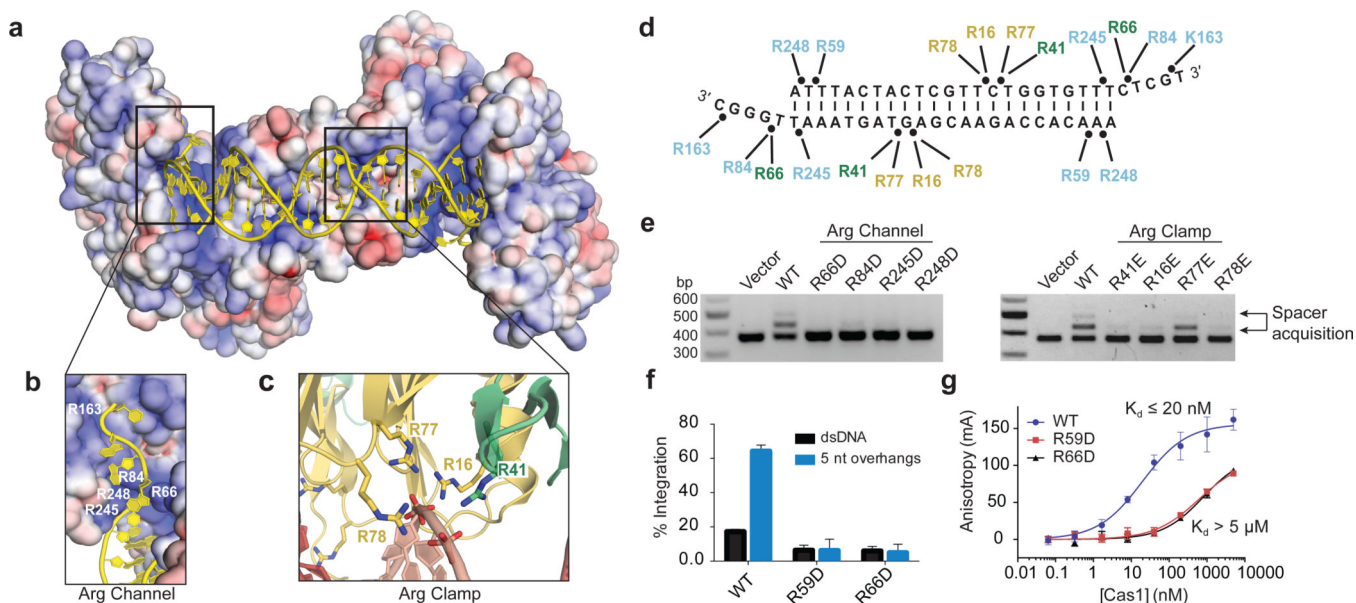 a
b
R163
R84
R248
R66
R245
Arg Channel
c
R77
R16
R41
R78
Arg Clamp
d
R16
R66
R248 R59
R78
R77
R245
R84
K163
R41
ATTTACTACTCGTTCTGGTGTTTCTCGT 3'
3' CGGGTTAAATGATGAGCAAGACCACAAA
R163
R84
R66
R245
R41
R77
R16
R78
R59
R248
e
Arg Channel
bp
Vector
WT
R66D
R84D
R245D
R248D
600
500
400
300
Arg Clamp
Vector
WT
R41E
R16E
R77E
R78E
Spacer
acquisition
f
% Integration
80
60
40
20
0.0
dsDNA
5 nt overhangs
WT
R59D
R66D
g
Anisotropy (mA)
150
100
50
0
WT
R59D
R66D
Kd ≤ 20 nM
Kd > 5 µM
0.01 0.1 1 10 100 1000 10000
[Cas1] (nM)